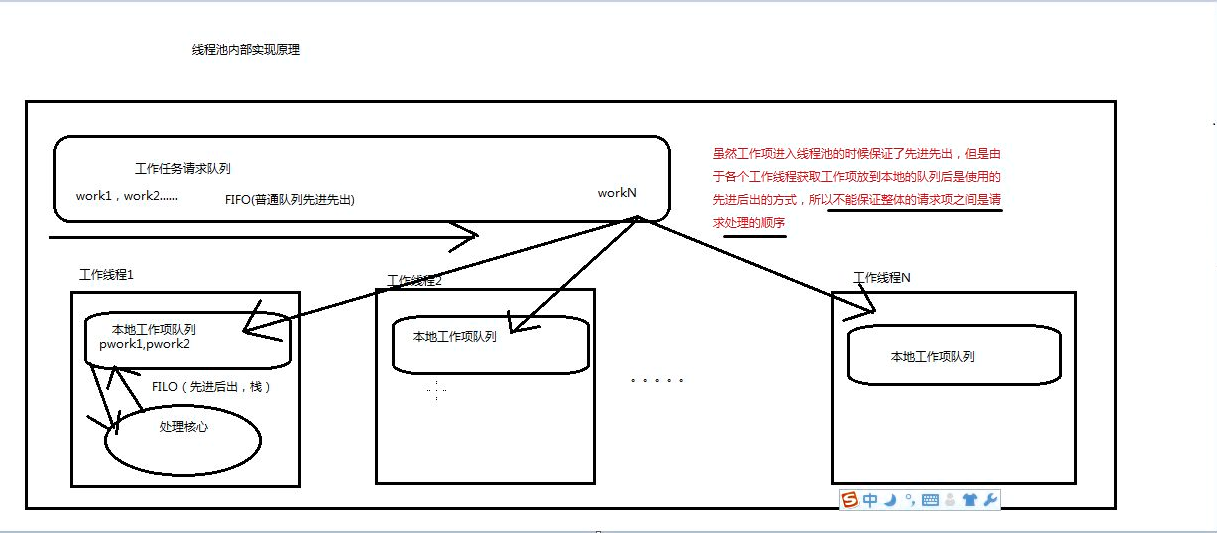 线程池内部实现原理
工作任务请求队列
work1，work2......
FIFO(普通队列先进先出)
workN
虽然工作项进入线程池的时候保证了先进先出，但是由
于各个工作线程获取工作项放到本地的队列后是使用的
先进后出的方式，所以不能保证整体的请求项之间是请
求处理的顺序
工作线程1
工作线程2
工作线程N
本地工作项队列
pwork1,pwork2
本地工作项队列
本地工作项队列
FILO（先进后出，栈）
处理核心
中